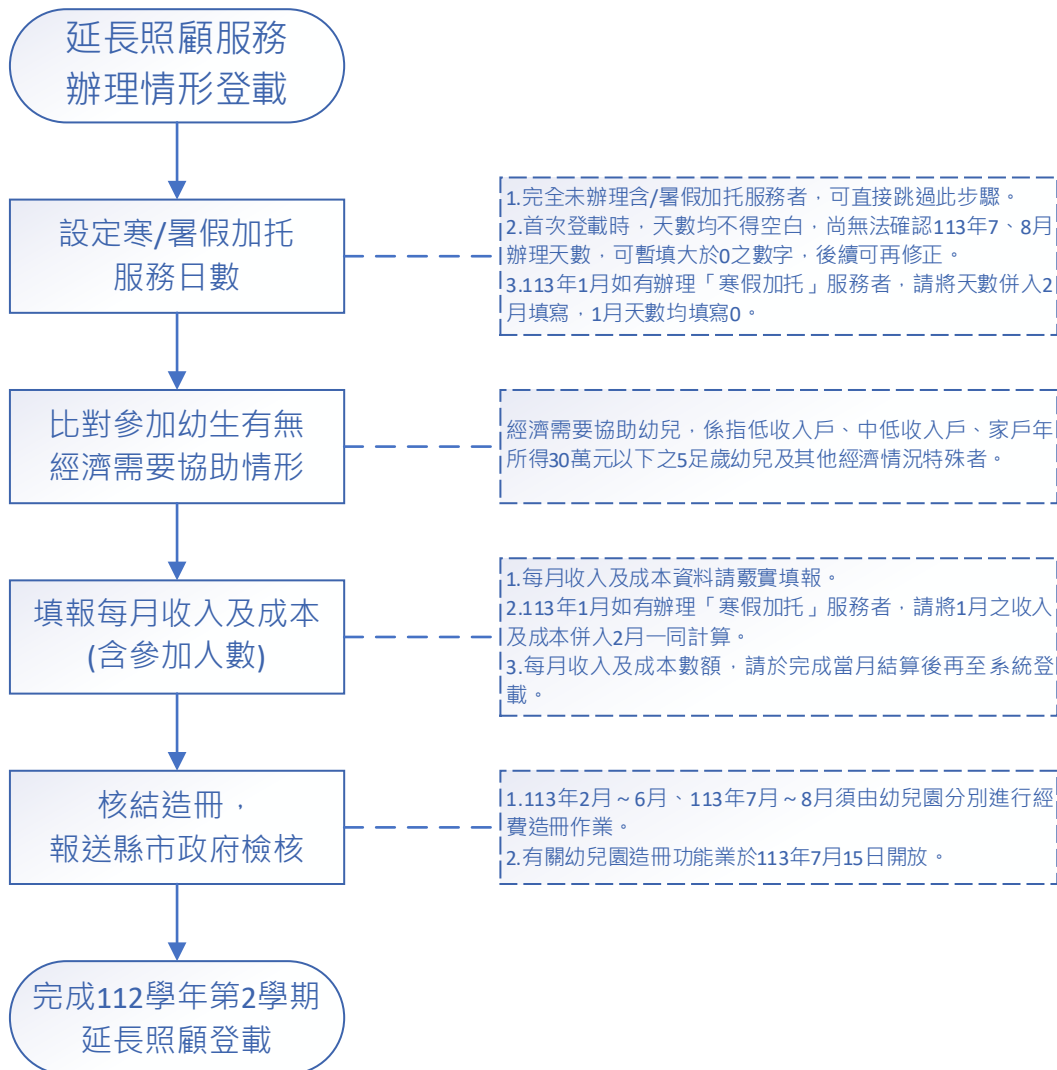 延長照顧服務
辦理情形登載
設定寒/暑假加托
服務日數
1.完全未辦理含/暑假加托服務者，可直接跳過此步驟。
2.首次登載時，天數均不得空白，尚無法確認113年7、8月
辦理天數，可暫填大於0之數字，後續可再修正。
3.113年1月如有辦理「寒假加托」服務者，請將天數併入2
月填寫，1月天數均填寫0。
比對參加幼生有無
經濟需要協助情形
經濟需要協助幼兒，係指低收入戶、中低收入戶、家戶年
所得30萬元以下之5足歲幼兒及其他經濟情況特殊者。
填報每月收入及成本
(含參加人數)
1.每月收入及成本資料請覈實填報。
2.113年1月如有辦理「寒假加托」服務者，請將1月之收入
及成本併入2月一同計算。
3.每月收入及成本數額，請於完成當月結算後再至系統登
載。
核結造冊，
報送縣市政府檢核
1.113年2月～6月、113年7月～8月須由幼兒園分別進行經
費造冊作業。
2.有關幼兒園造冊功能業於113年7月15日開放。
完成112學年第2學期
延長照顧登載